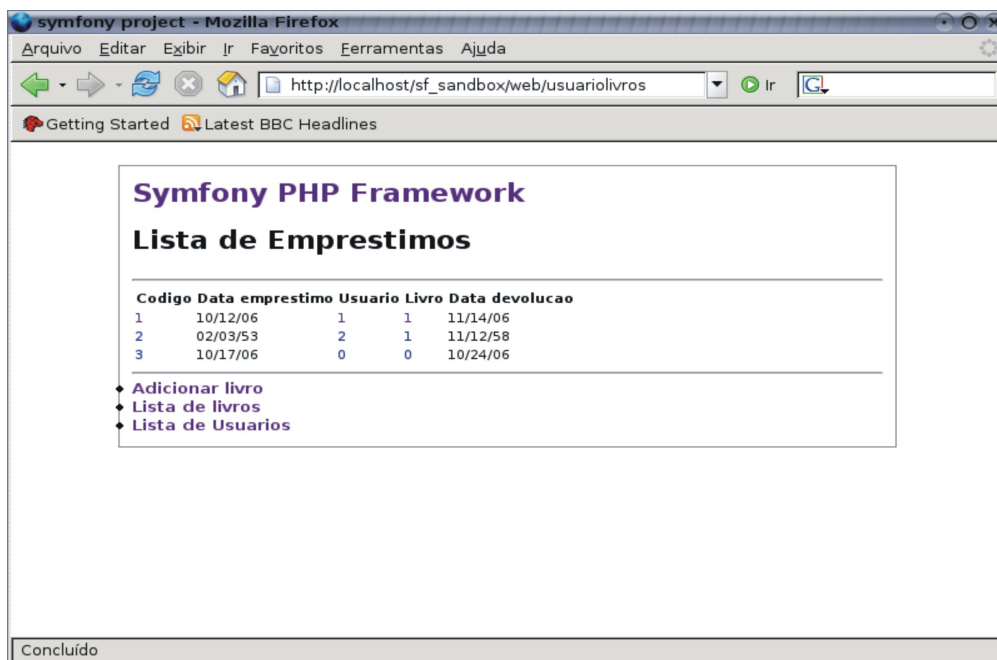 symfony project - Mozilla Firefox
Arquivo Editar Exibir Ir Favoritos Ferramentas Ajuda
http://localhost/sf_sandbox/web/usuariolivros Ir G
Getting Started Latest BBC Headlines
Symfony PHP Framework
Lista de Emprestimos
Codigo Data emprestimo Usuario Livro Data devolucao
1 10/12/06 1 1 11/14/06
2 02/03/53 2 1 11/12/58
3 10/17/06 0 0 10/24/06
Adicionar livro
Lista de livros
Lista de Usuarios
Concluído